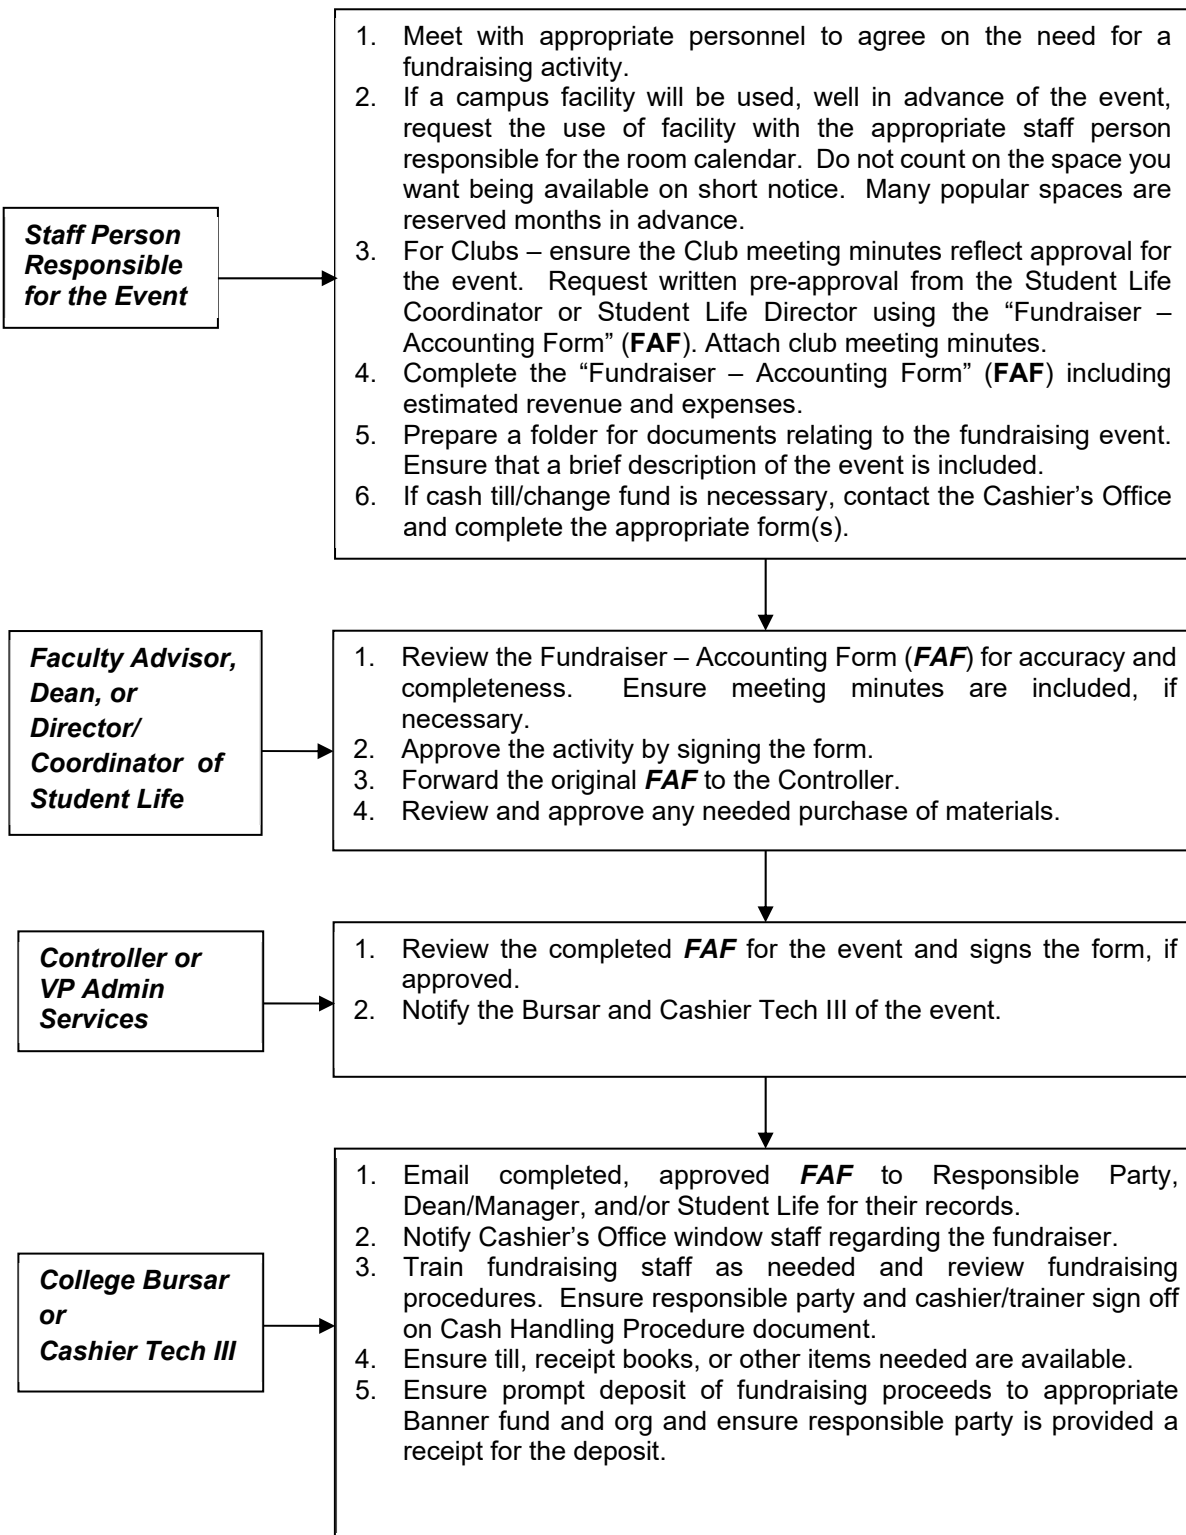 1. Meet with appropriate personnel to agree on the need for a
fundraising activity.
2. If a campus facility will be used, well in advance of the event,
request the use of facility with the appropriate staff person
responsible for the room calendar. Do not count on the space you
want being available on short notice. Many popular spaces are
reserved months in advance.
Staff Person
Responsible
for the Event
3. For Clubs – ensure the Club meeting minutes reflect approval for
the event. Request written pre-approval from the Student Life
Coordinator or Student Life Director using the “Fundraiser –
Accounting Form” (FAF). Attach club meeting minutes.
4. Complete the “Fundraiser – Accounting Form” (FAF) including
estimated revenue and expenses.
5. Prepare a folder for documents relating to the fundraising event.
Ensure that a brief description of the event is included.
6. If cash till/change fund is necessary, contact the Cashier’s Office
and complete the appropriate form(s).
Faculty Advisor,
Dean, or
Director/
Coordinator of
Student Life
1. Review the Fundraiser – Accounting Form (FAF) for accuracy and
completeness. Ensure meeting minutes are included, if
necessary.
2. Approve the activity by signing the form.
3. Forward the original FAF to the Controller.
4. Review and approve any needed purchase of materials.
Controller or
VP Admin
Services
1. Review the completed FAF for the event and signs the form, if
approved.
2. Notify the Bursar and Cashier Tech III of the event.
College Bursar
or
Cashier Tech III
1. Email completed, approved FAF to Responsible Party,
Dean/Manager, and/or Student Life for their records.
2. Notify Cashier’s Office window staff regarding the fundraiser.
3. Train fundraising staff as needed and review fundraising
procedures. Ensure responsible party and cashier/trainer sign off
on Cash Handling Procedure document.
4. Ensure till, receipt books, or other items needed are available.
5. Ensure prompt deposit of fundraising proceeds to appropriate
Banner fund and org and ensure responsible party is provided a
receipt for the deposit.